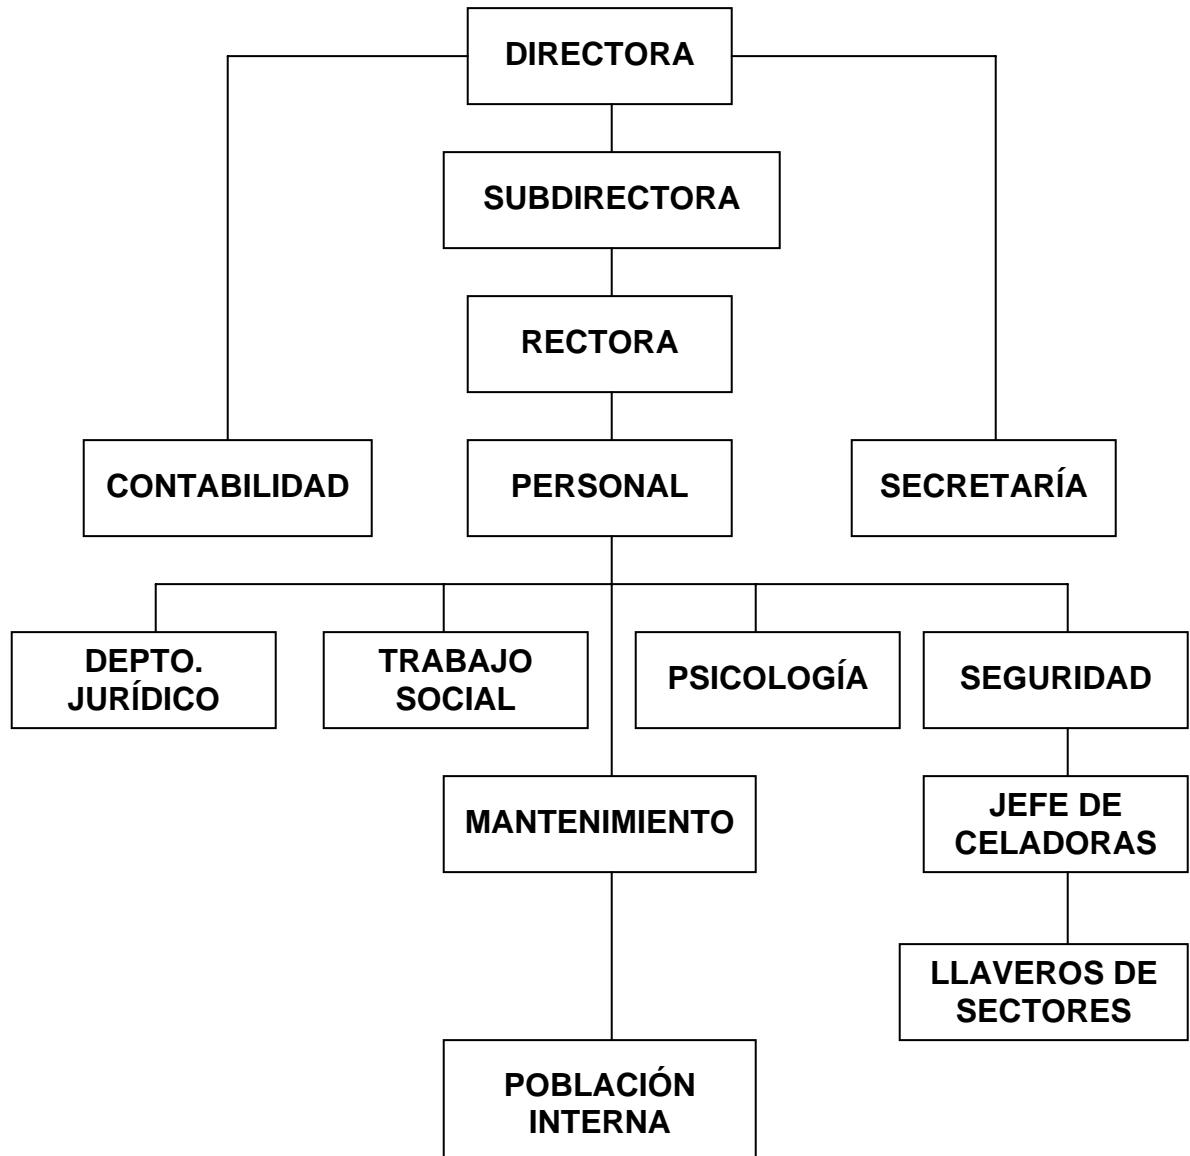 DIRECTORA
SUBDIRECTORA
RECTORA
CONTABILIDAD
PERSONAL
SECRETARÍA
DEPTO.
JURÍDICO
TRABAJO
SOCIAL
PSICOLOGÍA
SEGURIDAD
MANTENIMIENTO
JEFE DE
CELADORAS
LLAVEROS DE
SECTORES
POBLACIÓN
INTERNA